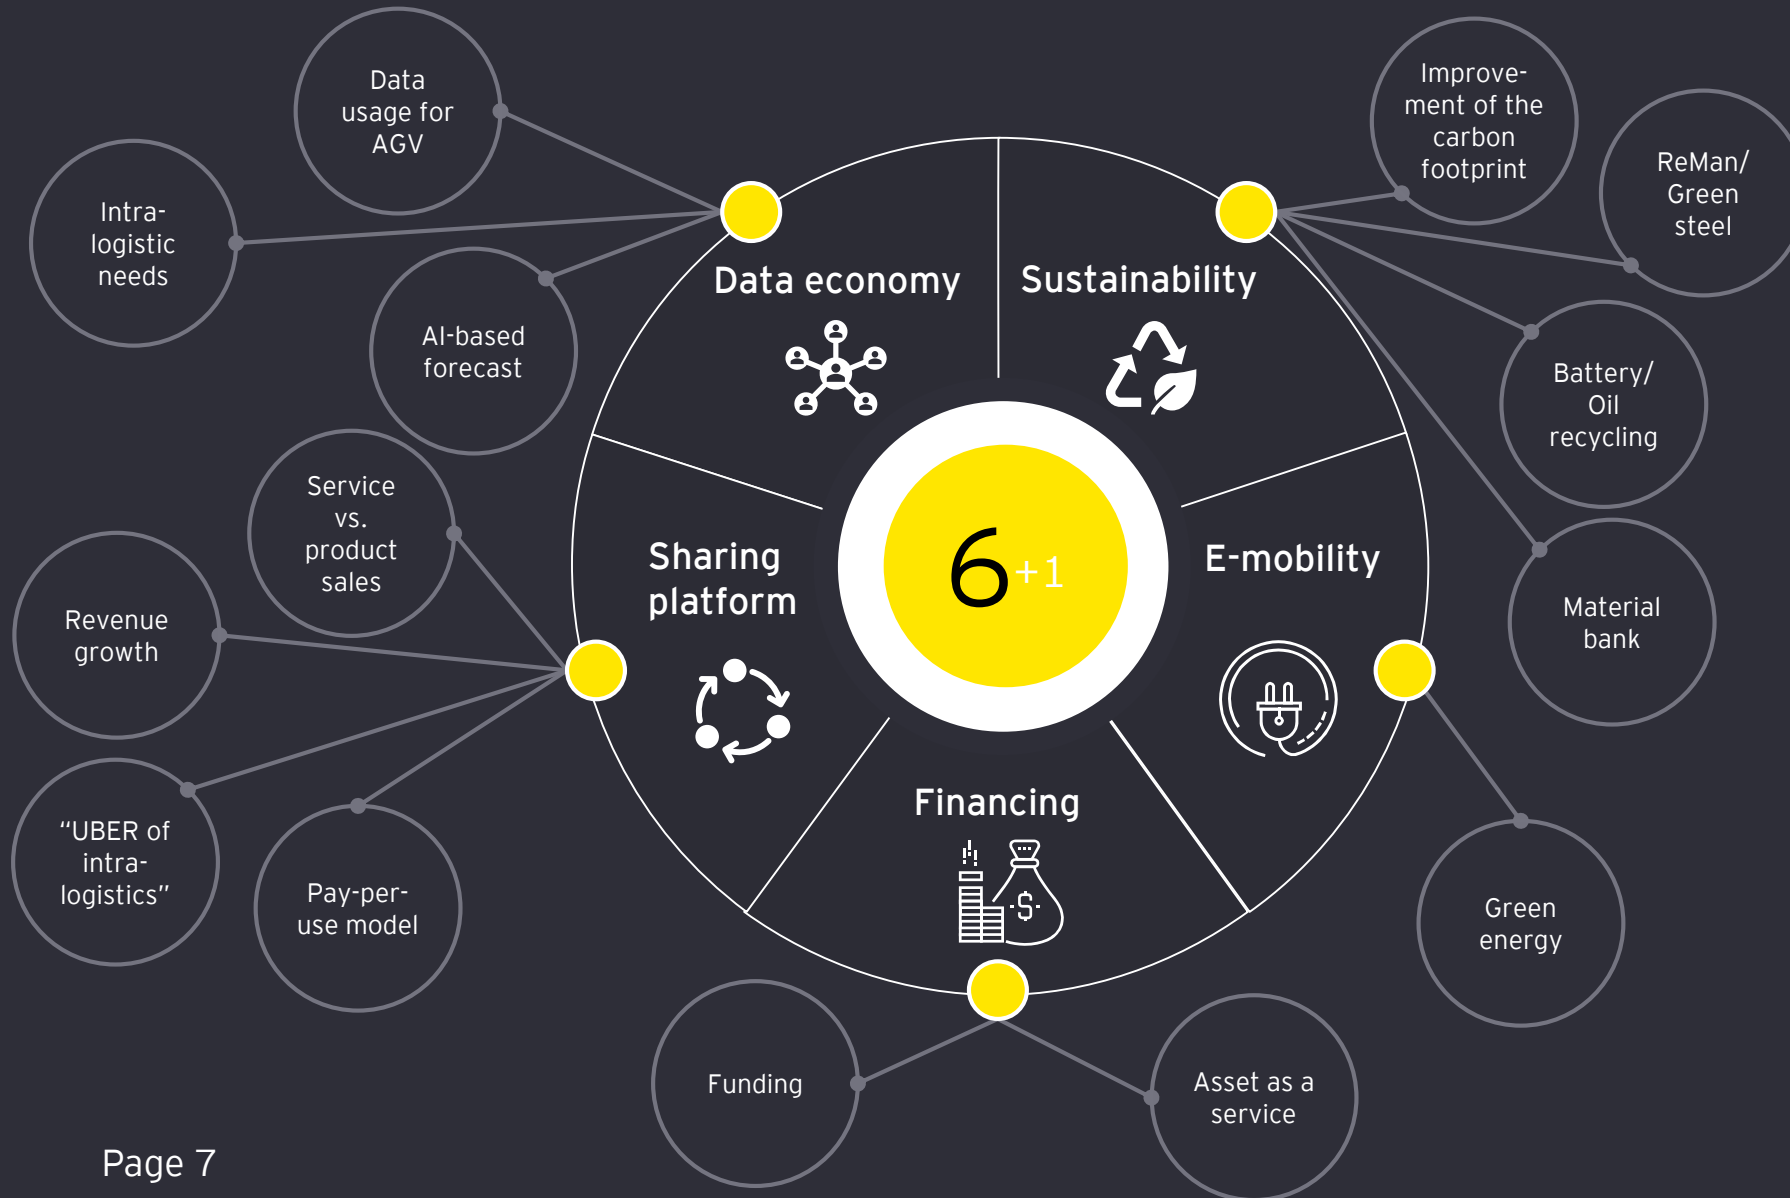 Data
usage for
AGV
Intra-
logistic
needs
AI-based
forecast
Improve-
ment of the
carbon
footprint
ReMan/
Green
steel
Battery/
Oil
recycling
Material
bank
Data economy
Sustainability
Service
vs.
product
sales
Revenue
growth
"UBER of
intra-
logistics"
Pay-per-
use model
Sharing
platform
6+1
E-mobility
Financing
$
Green
energy
Funding
Asset as a
service
Page 7